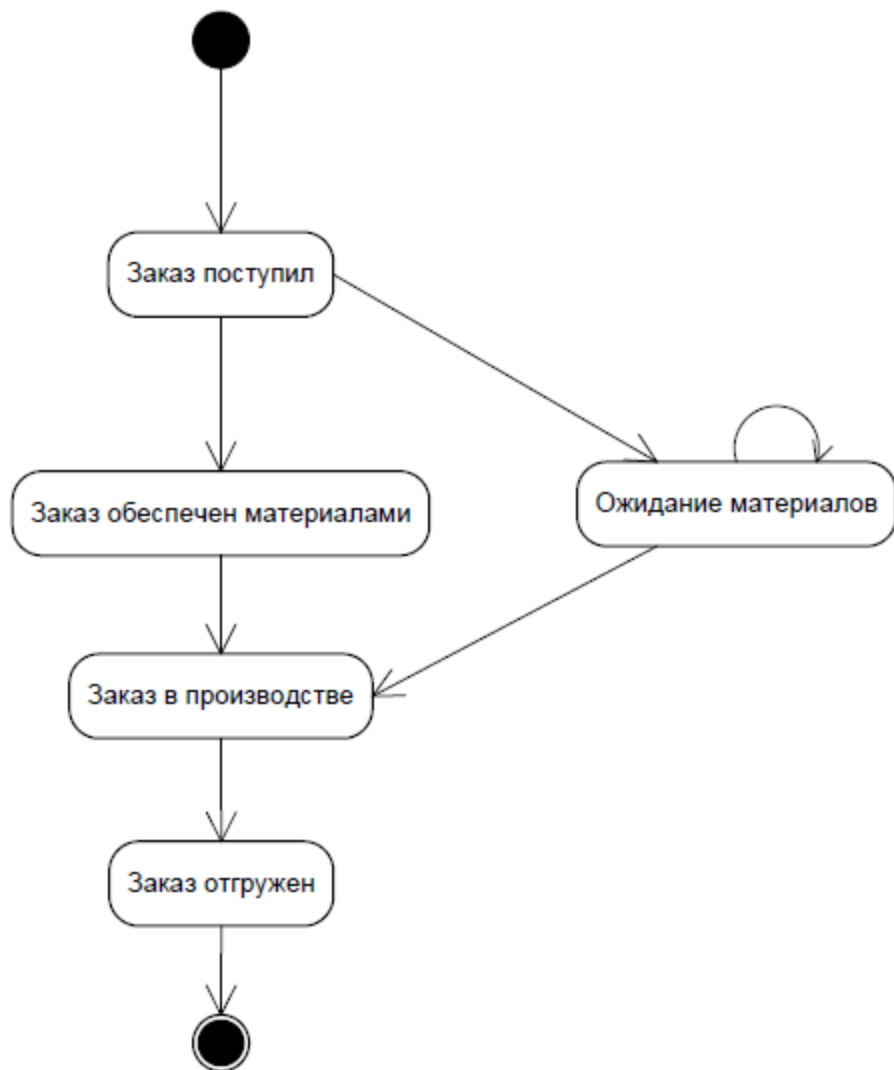 Заказ поступил
Заказ обеспечен материалами
Ожидание материалов
Заказ в производстве
Заказ отгружен